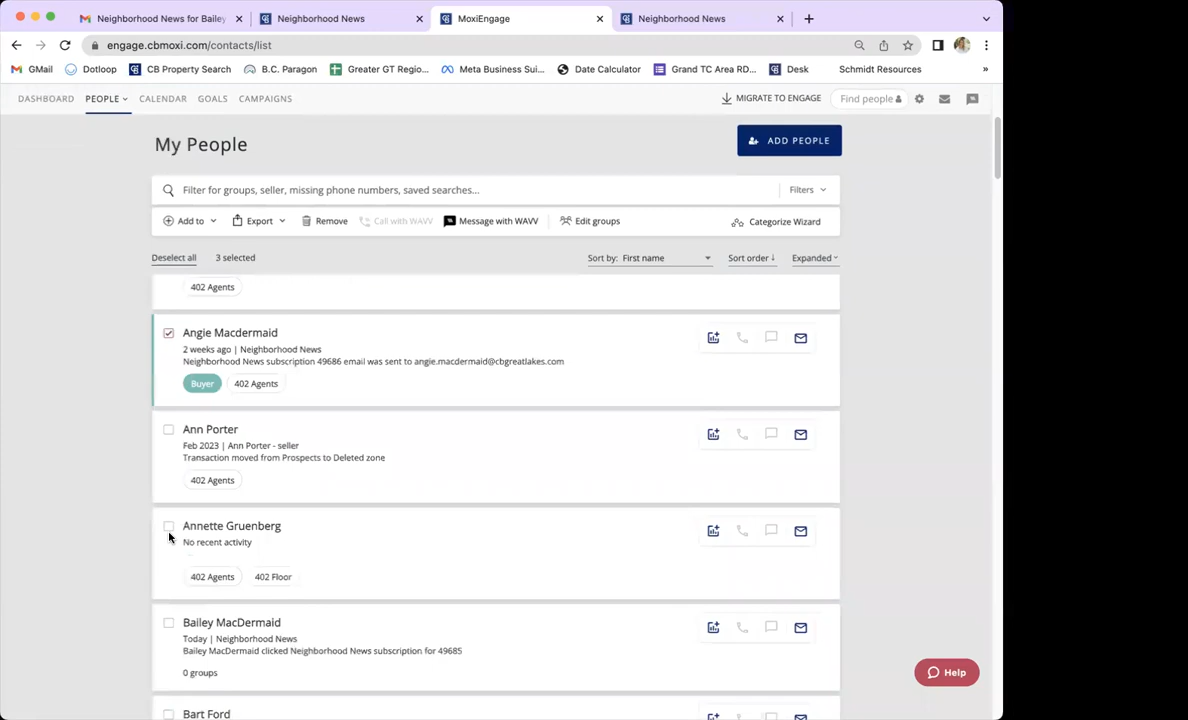 Neighborhood News for Bailey
Neighborhood News
MoxiEngage
Neighborhood News
engage.cbmoxi.com/contacts/list
GMail
Dotloop
CB Property Search
B.C. Paragon
Greater GT Regio...
Meta Business Sui...
Date Calculator
Grand TC Area RD...
Desk
Schmidt Resources
»
DASHBOARD
PEOPLE
CALENDAR
GOALS
CAMPAIGNS
MIGRATE TO ENGAGE
Find people
My People
ADD PEOPLE
Filter for groups, seller, missing phone numbers, saved searches...
Filters
Add to
Export
Remove
Call with WAVV
Message with WAVV
Edit groups
Categorize Wizard
Deselect all
3 selected
Sort by: First name
Sort order↓
Expanded
402 Agents
Angie Macdermaid
2 weeks ago | Neighborhood News
Neighborhood News subscription 49686 email was sent to angie.macdermaid@cbgreatlakes.com
Buyer
402 Agents
Ann Porter
Feb 2023 | Ann Porter - seller
Transaction moved from Prospects to Deleted zone
402 Agents
Annette Gruenberg
No recent activity
402 Agents
402 Floor
Bailey MacDermaid
Today | Neighborhood News
Bailey MacDermaid clicked Neighborhood News subscription for 49685
0 groups
Bart Ford
Help